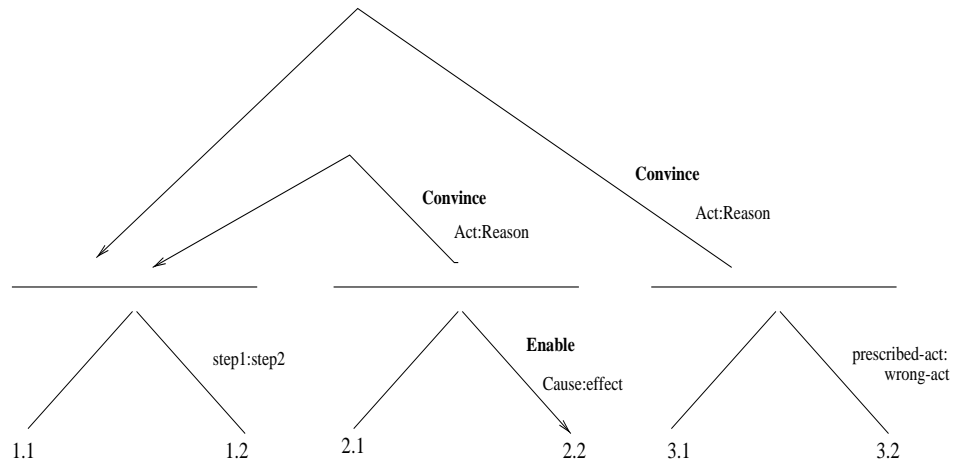 Convince
Act:Reason
Convince
Act:Reason
step1:step2
Enable
Cause:effect
prescribed-act:
wrong-act
1.1
1.2
2.1
2.2
3.1
3.2